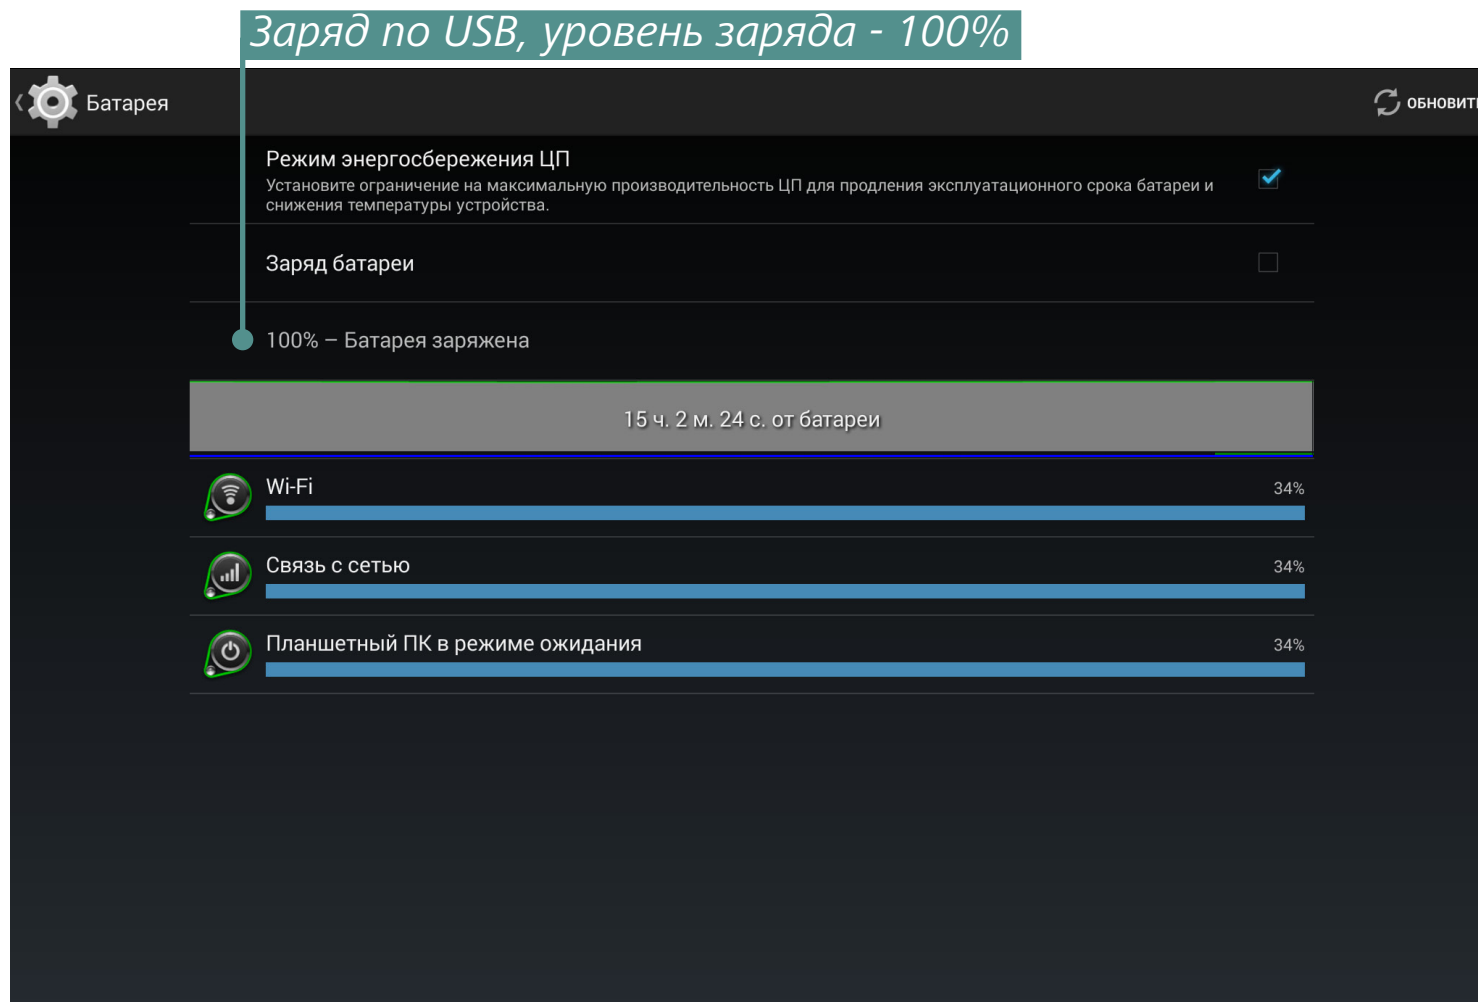 Заряд по USB, уровень заряда - 100%
Батарея
ОБНОВИТЬ
Режим энергосбережения ЦП
Установите ограничение на максимальную производительность ЦП для продления эксплуатационного срока батареи и
снижения температуры устройства.
Заряд батареи
100% – Батарея заряжена
15 ч. 2 м. 24 с. от батареи
Wi-Fi
34%
Связь с сетью
34%
Планшетный ПК в режиме ожидания
34%